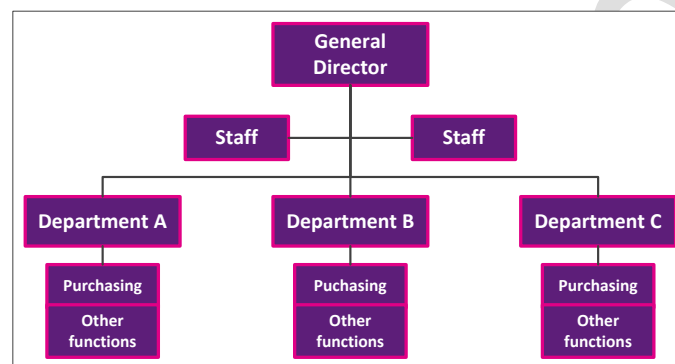 General
Director
Staff
Staff
Department A
Department B
Department C
Purchasing
Puchasing
Purchasing
Other
functions
Other
functions
Other
functions